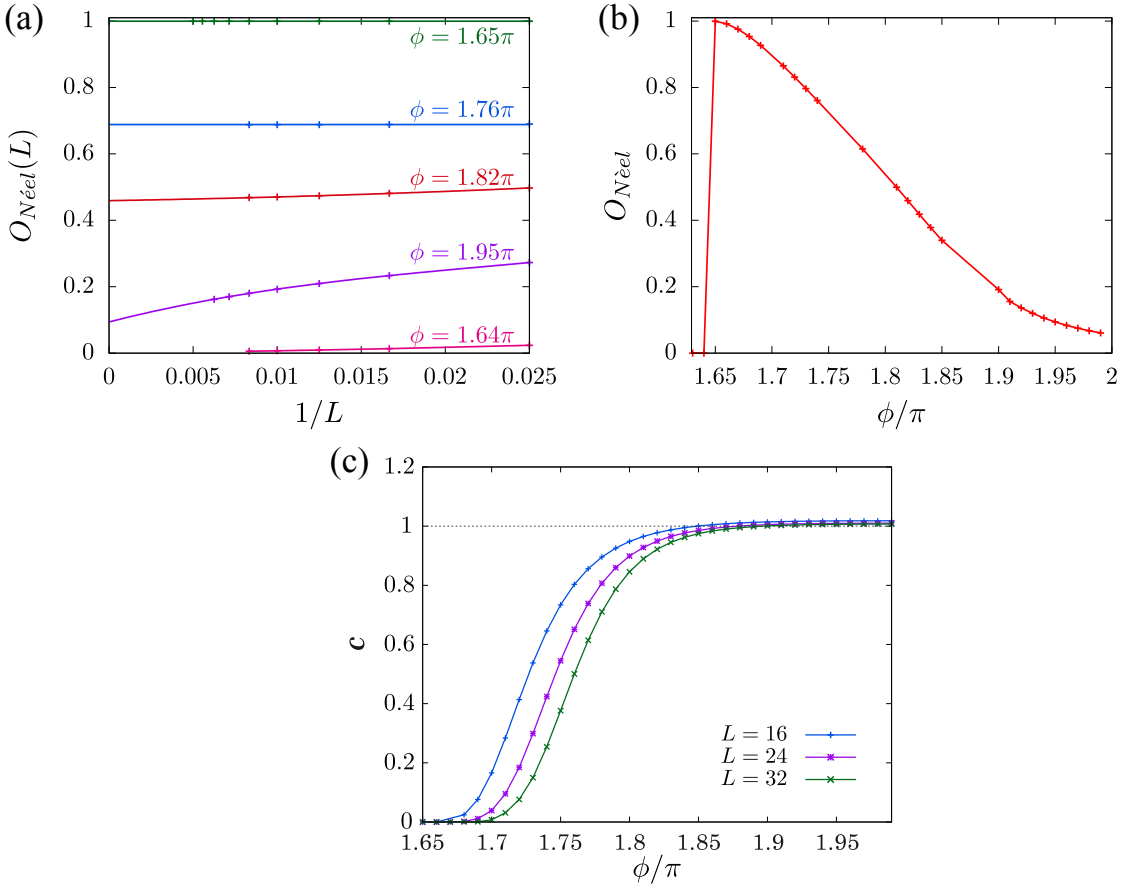 (a)
1
0.8
0.6
0.4
0.2
0
O_{Néel}(L)
ϕ = 1.65π
ϕ = 1.76π
ϕ = 1.82π
ϕ = 1.95π
ϕ = 1.64π
0 0.005 0.01 0.015 0.02 0.025
1/L
(b)
1
0.8
0.6
0.4
0.2
0
O_{Nèel}
1.65 1.7 1.75 1.8 1.85 1.9 1.95 2
ϕ/π
(c)
1.2
1
0.8
0.6
0.4
0.2
0
c
L = 16
L = 24
L = 32
1.65 1.7 1.75 1.8 1.85 1.9 1.95
ϕ/π